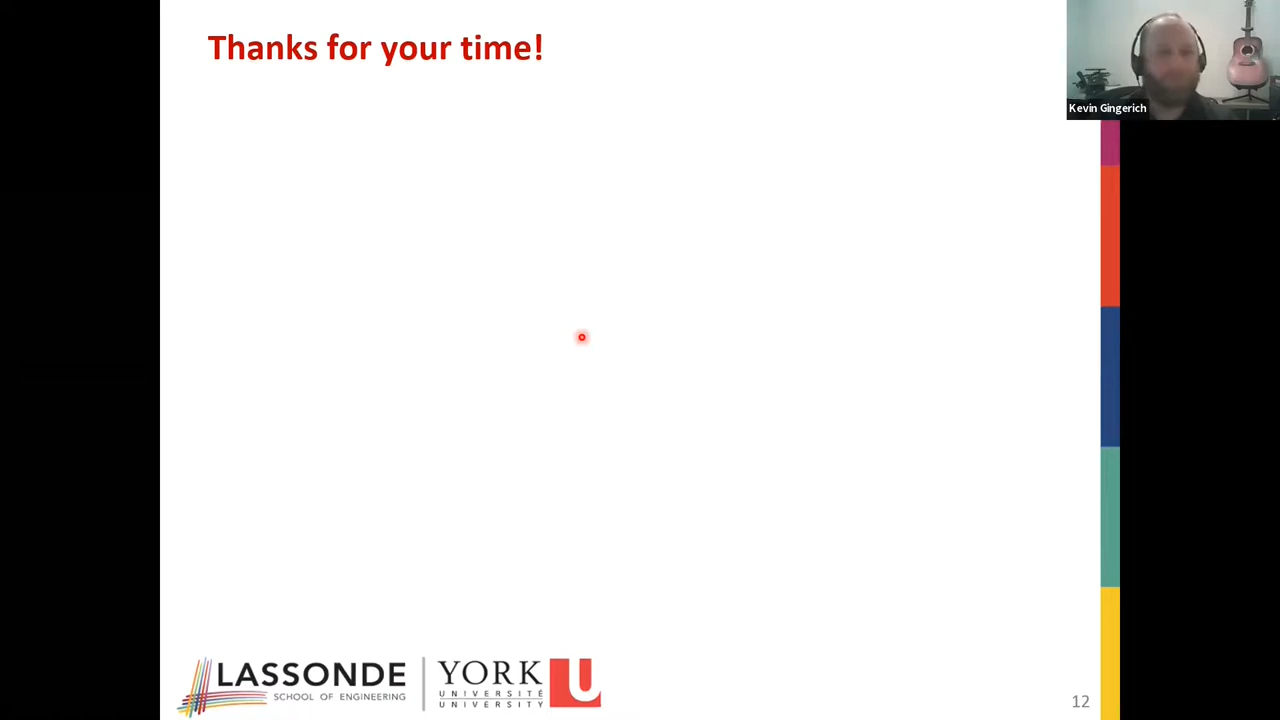 Thanks for your time!
Kevin Gingerich
LASSONDE
SCHOOL OF ENGINEERING
YORK U
UNIVERSITÉ
UNIVERSITY
12